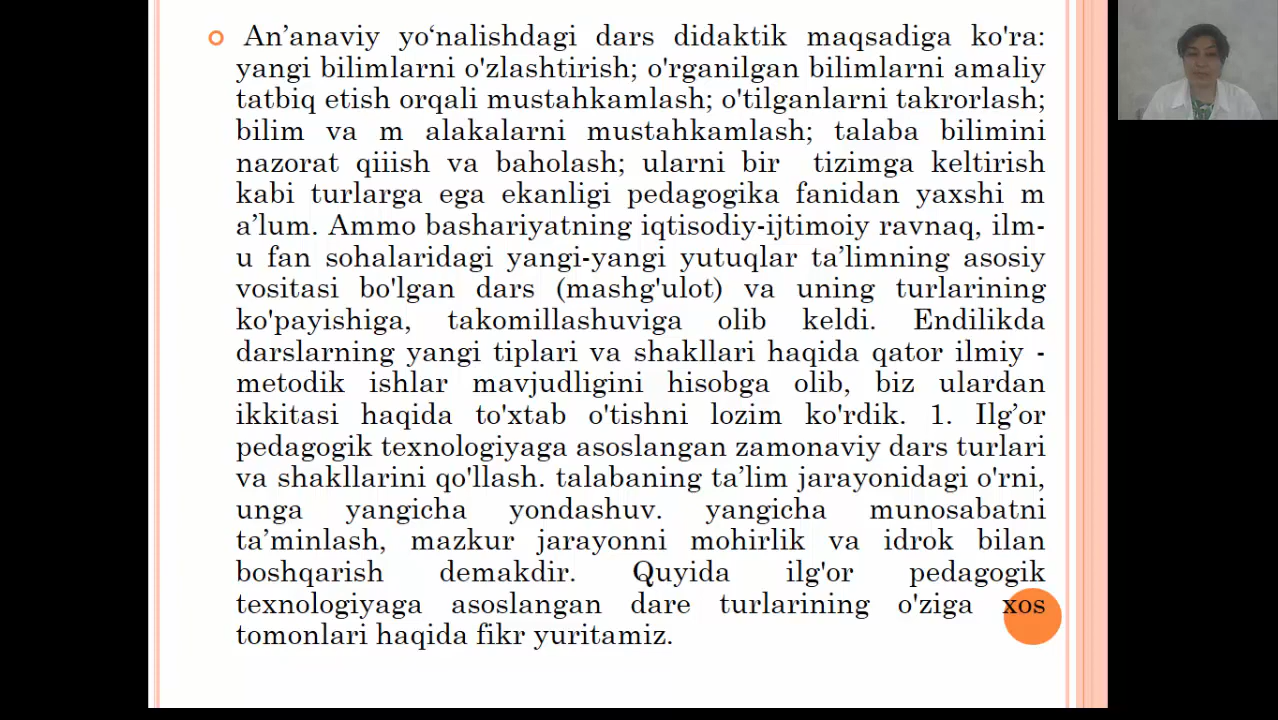 An’anaviy yo‘nalishdagi dars didaktik maqsadiga ko'ra:
yangi bilimlarni o'zlashtirish; o'rganilgan bilimlarni amaliy
tatbiq etish orqali mustahkamlash; o'tilganlarni takrorlash;
bilim va m alakalarni mustahkamlash; talaba bilimini
nazorat qiiish va baholash; ularni bir tizimga keltirish
kabi turlarga ega ekanligi pedagogika fanidan yaxshi m
a’lum. Ammo bashariyatning iqtisodiy-ijtimoiy ravnaq, ilm-
u fan sohalaridagi yangi-yangi yutuqlar ta’limning asosiy
vositasi bo'lgan dars (mashg'ulot) va uning turlarining
ko'payishiga, takomillashuviga olib keldi. Endilikda
darslarning yangi tiplari va shakllari haqida qator ilmiy -
metodik ishlar mavjudligini hisobga olib, biz ulardan
ikkitasi haqida to'xtab o'tishni lozim ko'rdik. 1. Ilg’or
pedagogik texnologiyaga asoslangan zamonaviy dars turlari
va shakllarini qo'llash. talabaning ta’lim jarayonidagi o'rni,
unga yangicha yondashuv. yangicha munosabatni
ta’minlash, mazkur jarayonni mohirlik va idrok bilan
boshqarish demakdir. Quyida ilg'or pedagogik
texnologiyaga asoslangan dare turlarining o'ziga xos
tomonlari haqida fikr yuritamiz.